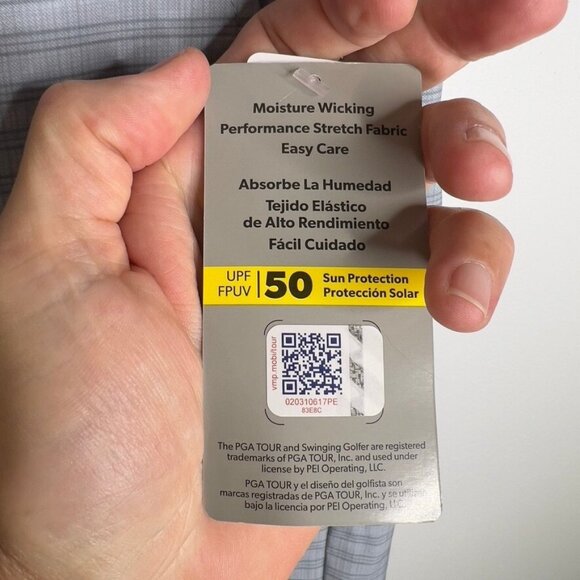 Moisture Wicking
Performance Stretch Fabric
Easy Care
Absorbe La Humedad
Tejido Elástico
de Alto Rendimiento
Fácil Cuidado
UPF
FPUV
50
Sun Protection
Protección Solar
vmp.mobi/tour
020310617PE
83E8C
The PGA TOUR and Swinging Golfer are registered
trademarks of PGA TOUR, Inc. and used under
license by PEI Operating, LLC.
PGA TOUR y el diseño del golfista son
marcas registradas de PGA TOUR, Inc. y se utilizan
bajo la licencia por PEI Operating, LLC.